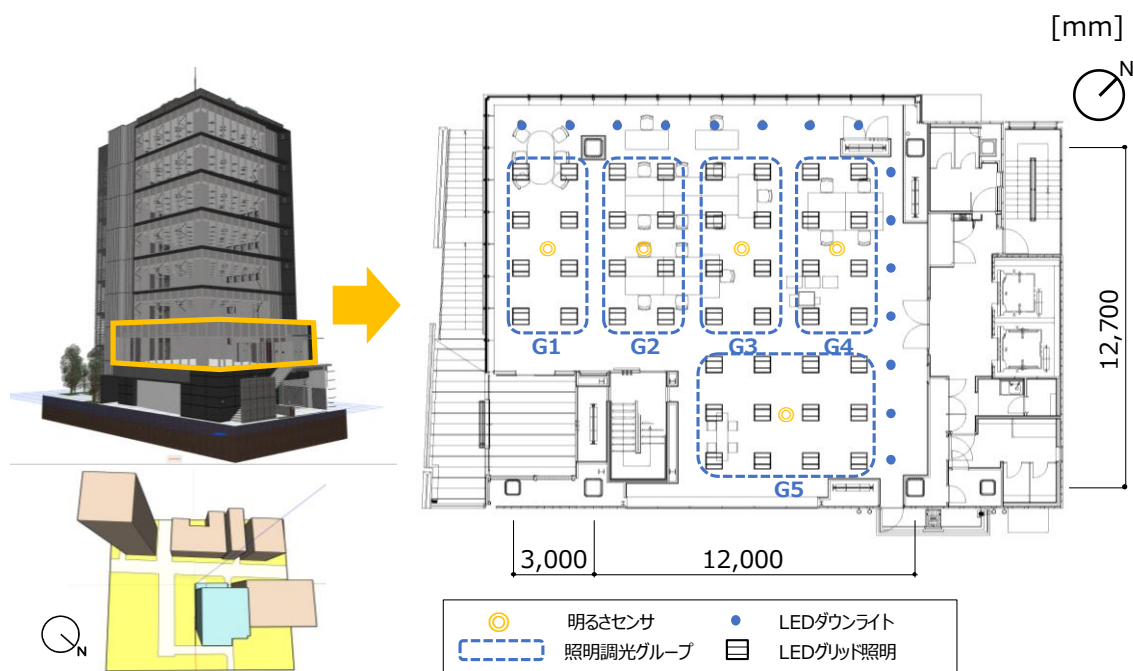 [mm]
N
G1
G2
G3
G4
G5
12,700
3,000
12,000
N
明るさセンサ
LEDダウンライト
照明調光グループ
LEDグリッド照明